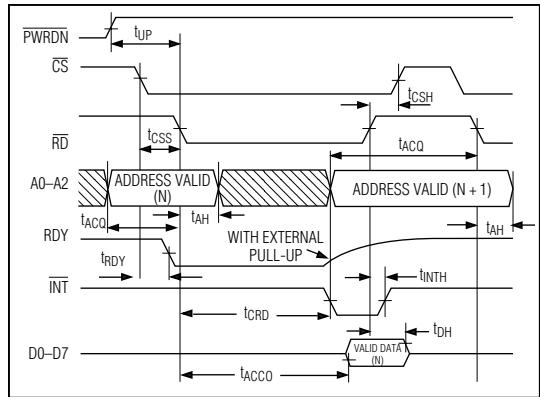 PWRDN
tUP
CS
tCSH
RD
tCSS
tACQ
A0–A2
ADDRESS VALID
(N)
ADDRESS VALID (N + 1)
tACQ
tAH
tAH
RDY
WITH EXTERNAL
PULL-UP
tRDY
tINTH
INT
tCRD
tDH
D0–D7
VALID DATA
(N)
tACCO